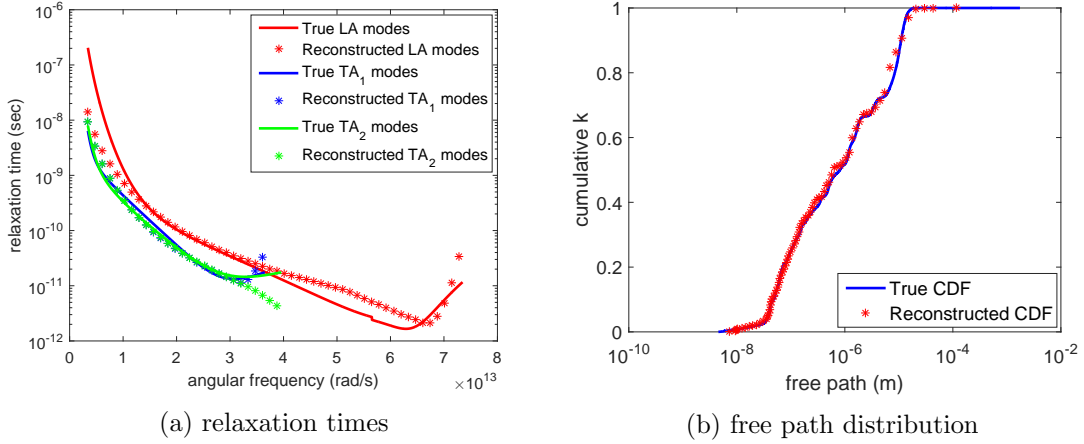 True LA modes
Reconstructed LA modes
True TA1 modes
Reconstructed TA1 modes
True TA2 modes
Reconstructed TA2 modes
relaxation time (sec)
10^-6
10^-7
10^-8
10^-9
10^-10
10^-11
10^-12
0 1 2 3 4 5 6 7 8
angular frequency (rad/s)
×10^13
(a) relaxation times
cumulative k
1
0.8
0.6
0.4
0.2
0
True CDF
Reconstructed CDF
10^-10 10^-8 10^-6 10^-4 10^-2
free path (m)
(b) free path distribution